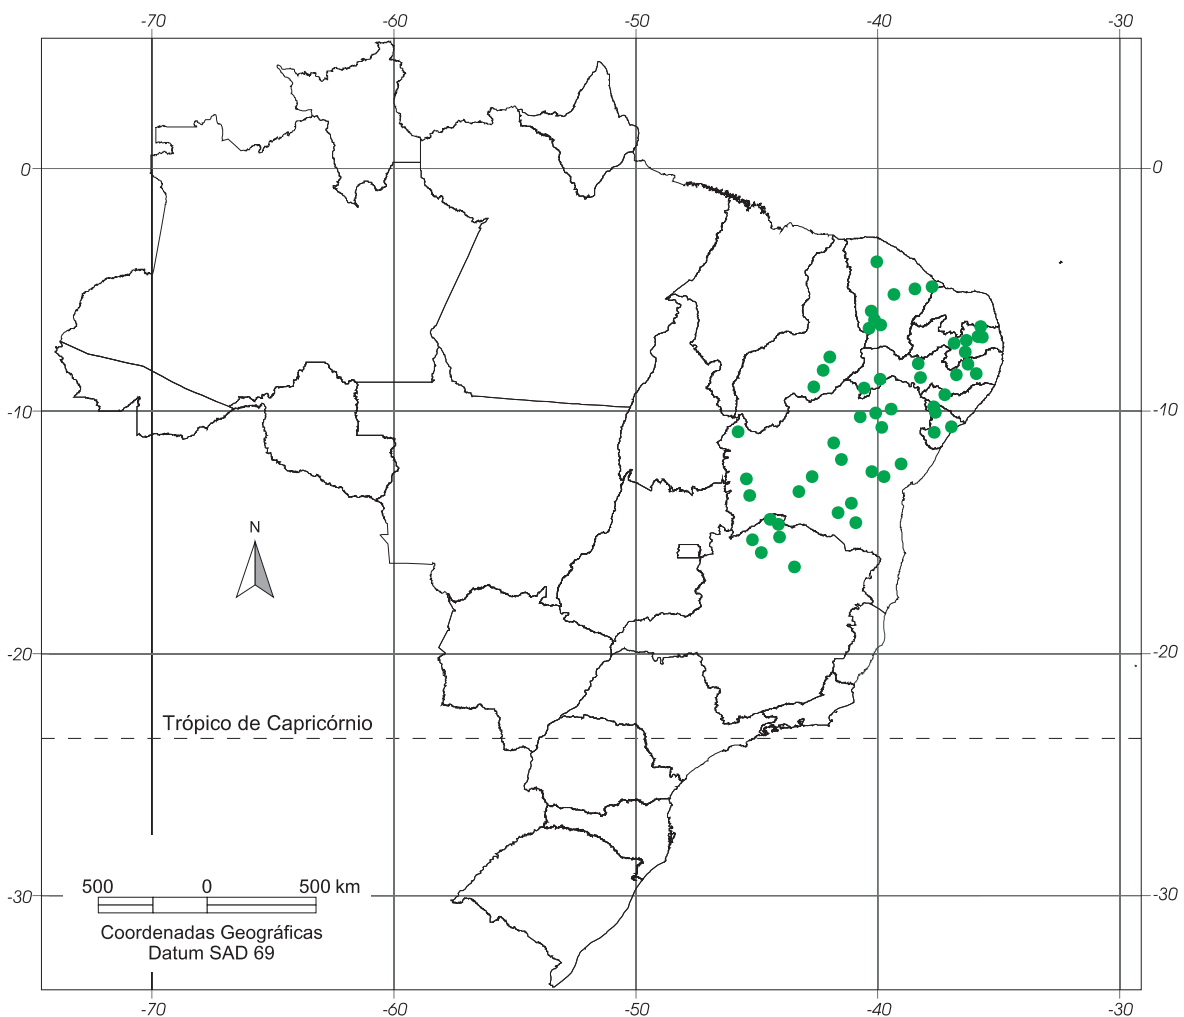 -70 -60 -50 -40 -30
0 0
-10 -10
N
-20 -20
Trópico de Capricórnio
500 0 500 km
-30 -30
Coordenadas Geográficas
Datum SAD 69
-70 -60 -50 -40 -30